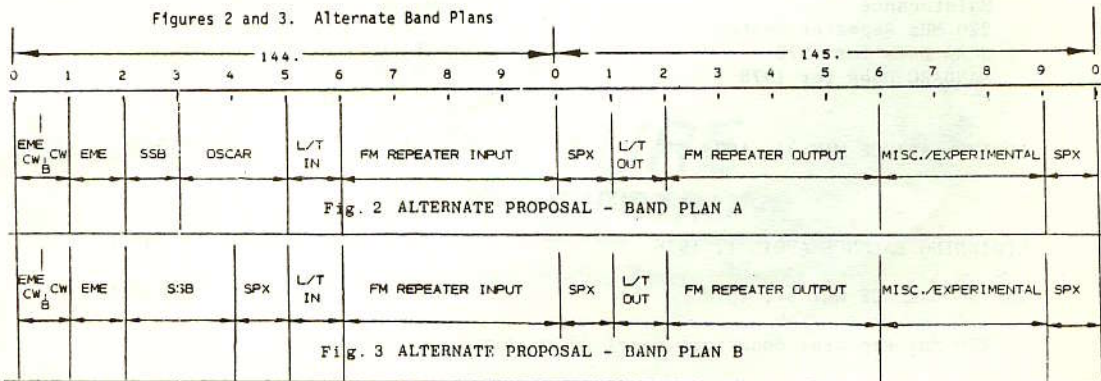 Figures 2 and 3. Alternate Band Plans
144. 145.
0 1 2 3 4 5 6 7 8 9 0 1 2 3 4 5 6 7 8 9 0
EME CW B CW EME SSB OSCAR L/T IN FM REPEATER INPUT SPX L/T OUT FM REPEATER OUTPUT MISC./EXPERIMENTAL SPX
Fig. 2 ALTERNATE PROPOSAL - BAND PLAN A
EME CW B CW EME SSB SPX L/T IN FM REPEATER INPUT SPX L/T OUT FM REPEATER OUTPUT MISC./EXPERIMENTAL SPX
Fig. 3 ALTERNATE PROPOSAL - BAND PLAN B